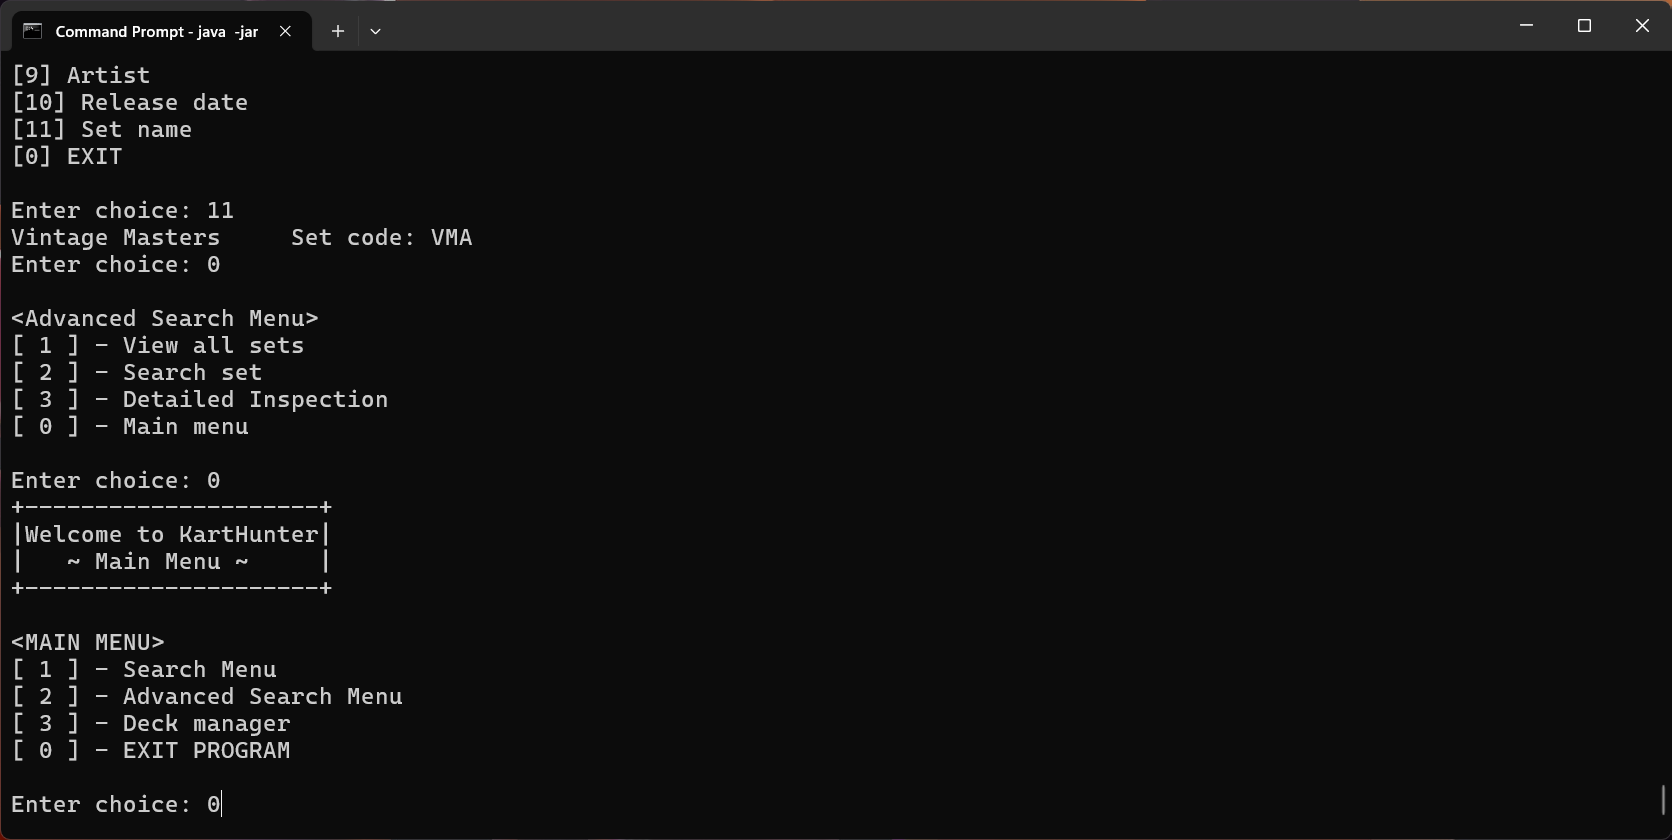 Command Prompt - java  -jar
[9] Artist
[10] Release date
[11] Set name
[0] EXIT
Enter choice: 11
Vintage Masters     Set code: VMA
Enter choice: 0
<Advanced Search Menu>
[ 1 ] - View all sets
[ 2 ] - Search set
[ 3 ] - Detailed Inspection
[ 0 ] - Main menu
Enter choice: 0
+---------------------+
|Welcome to KartHunter|
|   ~ Main Menu ~     |
+---------------------+
<MAIN MENU>
[ 1 ] - Search Menu
[ 2 ] - Advanced Search Menu
[ 3 ] - Deck manager
[ 0 ] - EXIT PROGRAM
Enter choice: 0